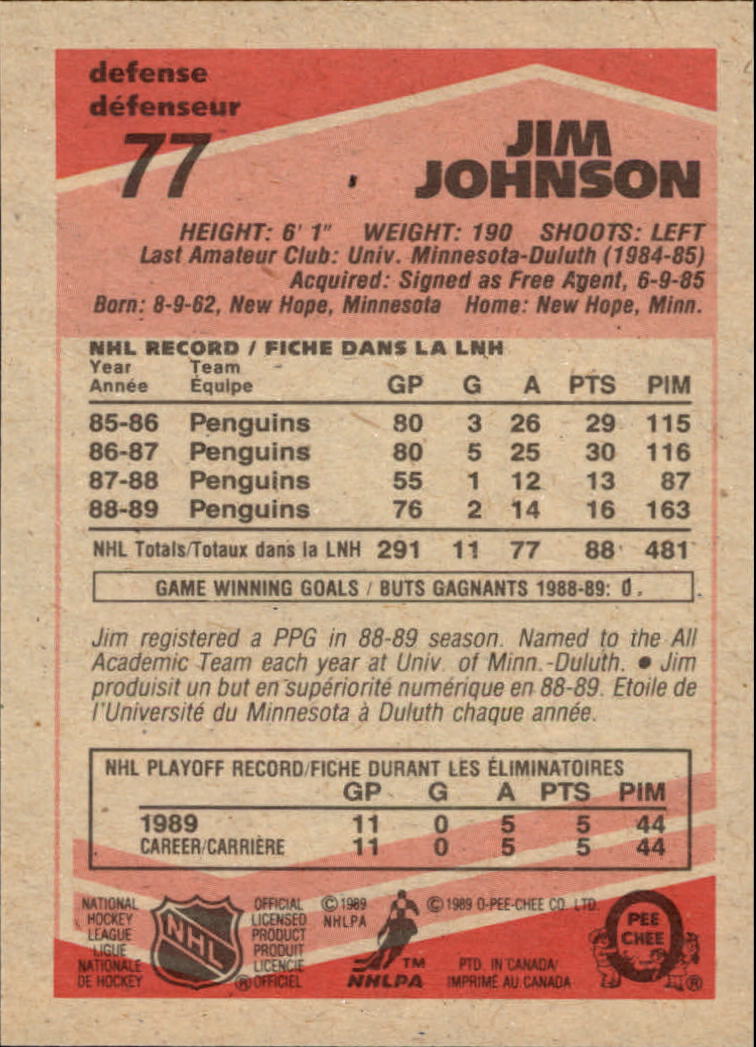 defense
défenseur
77
JIM
JOHNSON
HEIGHT: 6' 1" WEIGHT: 190 SHOOTS: LEFT
Last Amateur Club: Univ. Minnesota-Duluth (1984-85)
Acquired: Signed as Free Agent, 6-9-85
Born: 8-9-62, New Hope, Minnesota Home: New Hope, Minn.
NHL RECORD / FICHE DANS LA LNH
Year Team
Année Équipe GP G A PTS PIM
85-86 Penguins 80 3 26 29 115
86-87 Penguins 80 5 25 30 116
87-88 Penguins 55 1 12 13 87
88-89 Penguins 76 2 14 16 163
NHL Totals/Totaux dans la LNH 291 11 77 88 481
GAME WINNING GOALS / BUTS GAGNANTS 1988-89: 0.
Jim registered a PPG in 88-89 season. Named to the All
Academic Team each year at Univ. of Minn.-Duluth. ● Jim
produisit un but en supériorité numérique en 88-89. Etoile de
l'Université du Minnesota à Duluth chaque année.
NHL PLAYOFF RECORD/FICHE DURANT LES ÉLIMINATOIRES
GP G A PTS PIM
1989 11 0 5 5 44
CAREER/CARRIÈRE 11 0 5 5 44
NATIONAL
HOCKEY
LEAGUE
LIGUE
NATIONALE
DE HOCKEY
NHL
®
OFFICIAL
LICENSED
PRODUCT
PRODUIT
LICENCIE
OFFICIEL
© 1989
NHLPA
TM
NHLPA
© 1989 O-PEE-CHEE CO. LTD.
PTD. IN CANADA/
IMPRIMÉ AU CANADA
PEE
CHEE
®